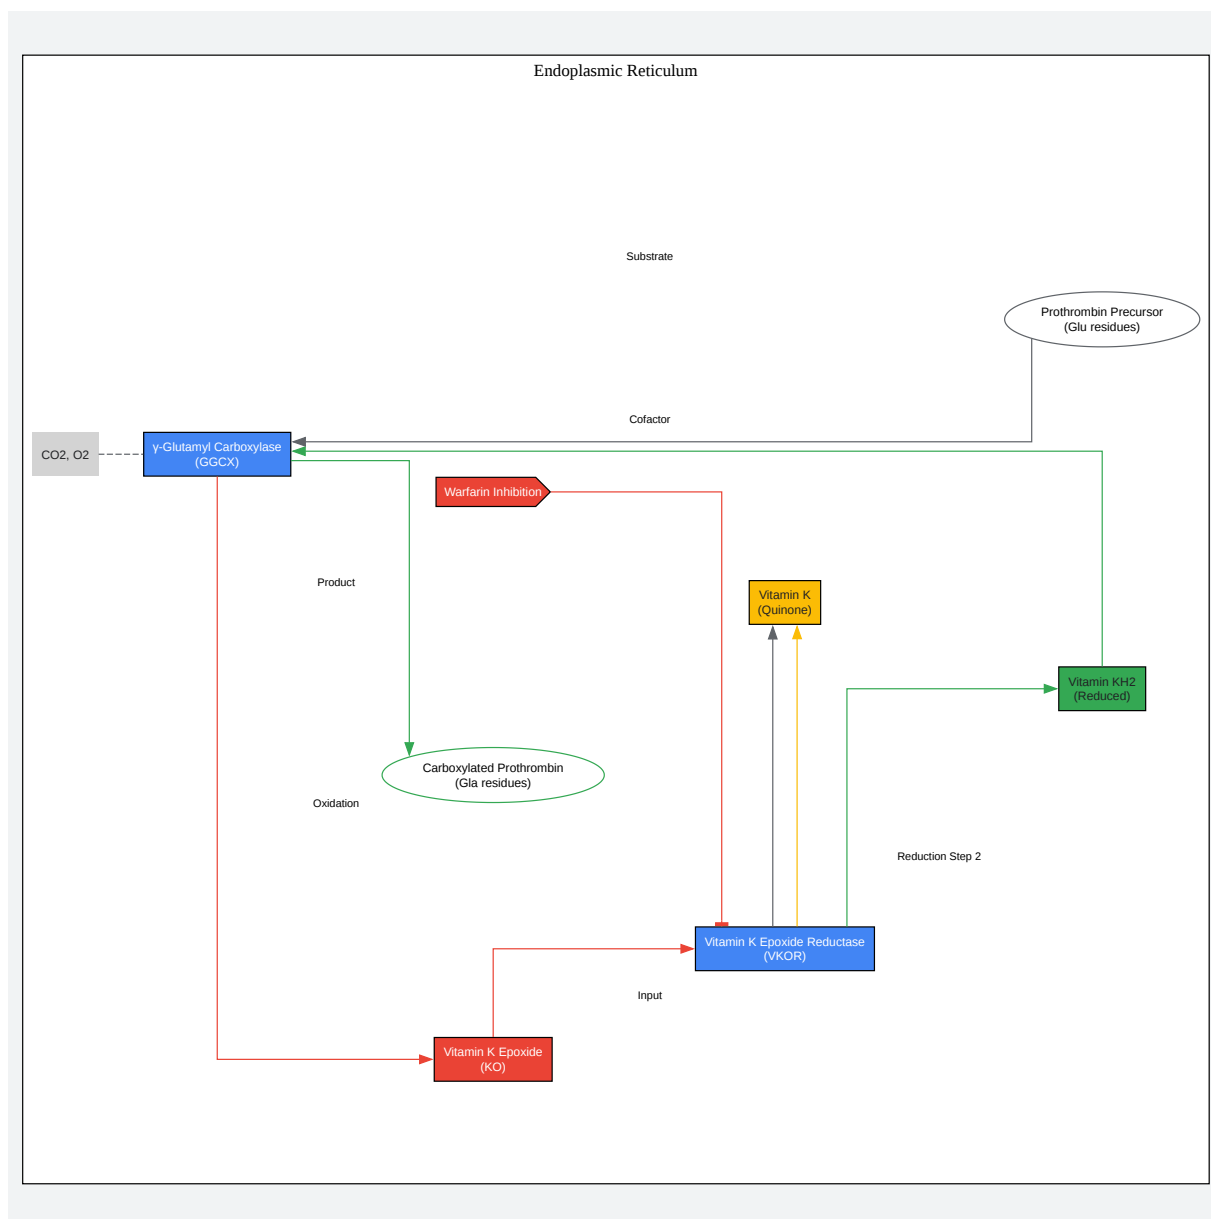 Endoplasmic Reticulum
Substrate
Prothrombin Precursor
(Glu residues)
Cofactor
CO2, O2
γ-Glutamyl Carboxylase
(GGCX)
Warfarin Inhibition
Product
Vitamin K
(Quinone)
Vitamin KH2
(Reduced)
Carboxylated Prothrombin
(Gla residues)
Oxidation
Reduction Step 2
Vitamin K Epoxide Reductase
(VKOR)
Input
Vitamin K Epoxide
(KO)